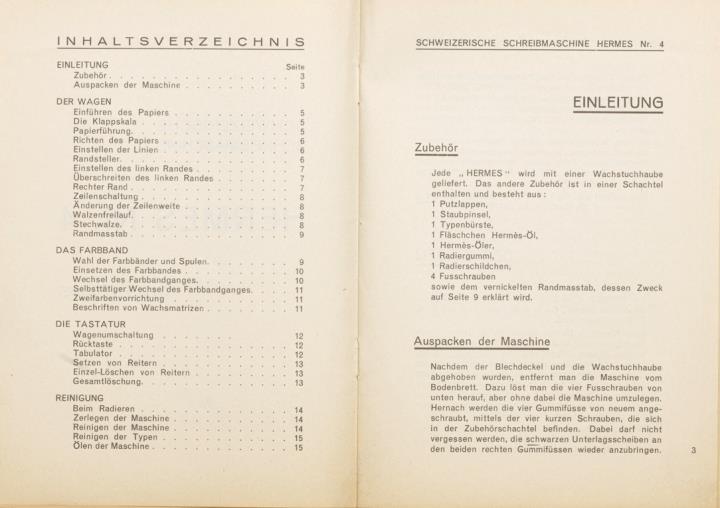 INHALTSVERZEICHNIS
EINLEITUNG Seite
Zubehör . . . . . . . . . . . . . 3
Auspacken der Maschine . . . . . . . . 3
DER WAGEN
Einführen des Papiers . . . . . . . . . 5
Die Klappskala . . . . . . . . . . . 5
Papierführung. . . . . . . . . . . . 5
Richten des Papiers . . . . . . . . . 6
Einstellen der Linien . . . . . . . . . 6
Randsteller. . . . . . . . . . . . . 6
Einstellen des linken Randes . . . . . . . 7
Überschreiten des linken Randes . . . . . . 7
Rechter Rand . . . . . . . . . . . . 7
Zeilenschaltung . . . . . . . . . . . 8
Änderung der Zeilenweite . . . . . . . . 8
Walzenfreilauf. . . . . . . . . . . . 8
Stechwalze. . . . . . . . . . . . . 8
Randmasstab . . . . . . . . . . . . 9
DAS FARBBAND
Wahl der Farbbänder und Spulen. . . . . . 9
Einsetzen des Farbbandes . . . . . . . . 10
Wechsel des Farbbandganges. . . . . . . 10
Selbsttätiger Wechsel des Farbbandganges. . . . 11
Zweifarbenvorrichtung . . . . . . . . . 11
Beschriften von Wachsmatrizen . . . . . . 11
DIE TASTATUR
Wagenumschaltung . . . . . . . . . . 12
Rücktaste . . . . . . . . . . . . . 12
Tabulator . . . . . . . . . . . . . 12
Setzen von Reitern . . . . . . . . . . 13
Einzel-Löschen von Reitern . . . . . . . 13
Gesamtlöschung. . . . . . . . . . . . 13
REINIGUNG
Beim Radieren . . . . . . . . . . . . 14
Zerlegen der Maschine . . . . . . . . . 14
Reinigen der Maschine . . . . . . . . . 14
Reinigen der Typen . . . . . . . . . . 15
Ölen der Maschine . . . . . . . . . . 15
SCHWEIZERISCHE SCHREIBMASCHINE HERMES Nr. 4
EINLEITUNG
Zubehör
Jede „HERMES" wird mit einer Wachstuchhaube
geliefert. Das andere Zubehör ist in einer Schachtel
enthalten und besteht aus :
1 Putzlappen,
1 Staubpinsel,
1 Typenbürste,
1 Fläschchen Hermès-Öl,
1 Hermès-Öler,
1 Radiergummi,
1 Radierschildchen,
4 Fusschrauben
sowie dem vernickelten Randmasstab, dessen Zweck
auf Seite 9 erklärt wird.
Auspacken der Maschine
Nachdem der Blechdeckel und die Wachstuchhaube
abgehoben wurden, entfernt man die Maschine vom
Bodenbrett. Dazu löst man die vier Fusschrauben von
unten herauf, aber ohne dabei die Maschine umzulegen.
Hernach werden die vier Gummifüsse von neuem ange-
schraubt, mittels der vier kurzen Schrauben, die sich
in der Zubehörschachtel befinden. Dabei darf nicht
vergessen werden, die schwarzen Unterlagsscheiben an
den beiden rechten Gummifüssen wieder anzubringen.
3